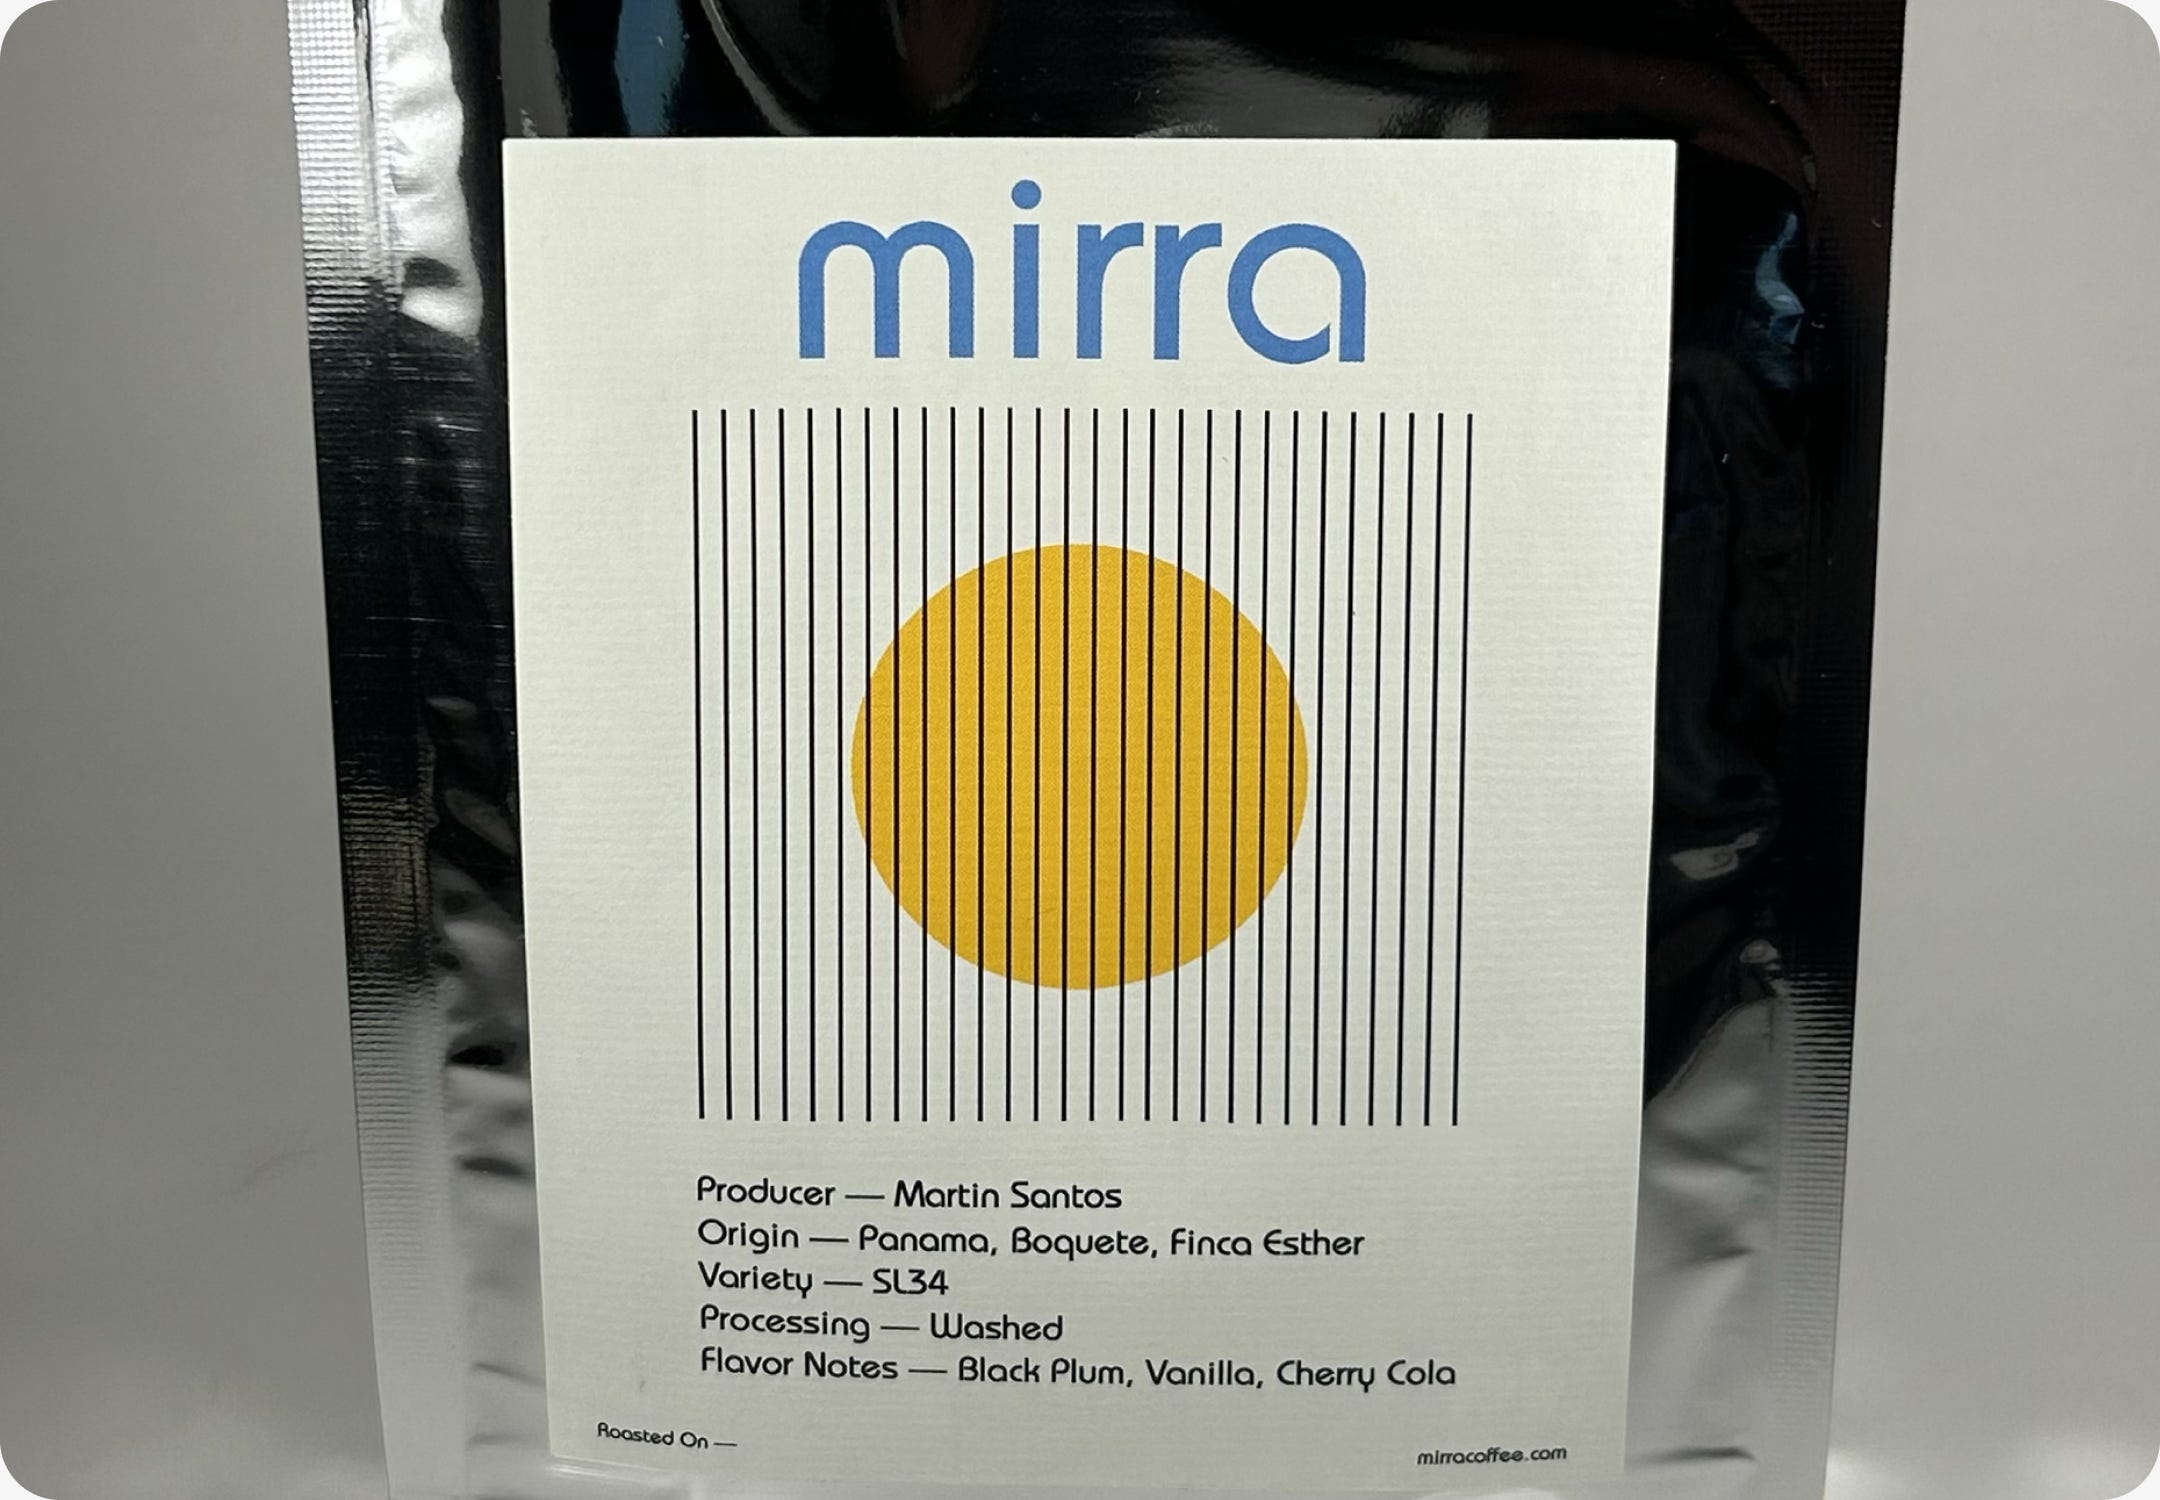 mirra
Producer — Martin Santos
Origin — Panama, Boquete, Finca Esther
Variety — SL34
Processing — Washed
Flavor Notes — Black Plum, Vanilla, Cherry Cola
Roasted On —
mirracoffee.com